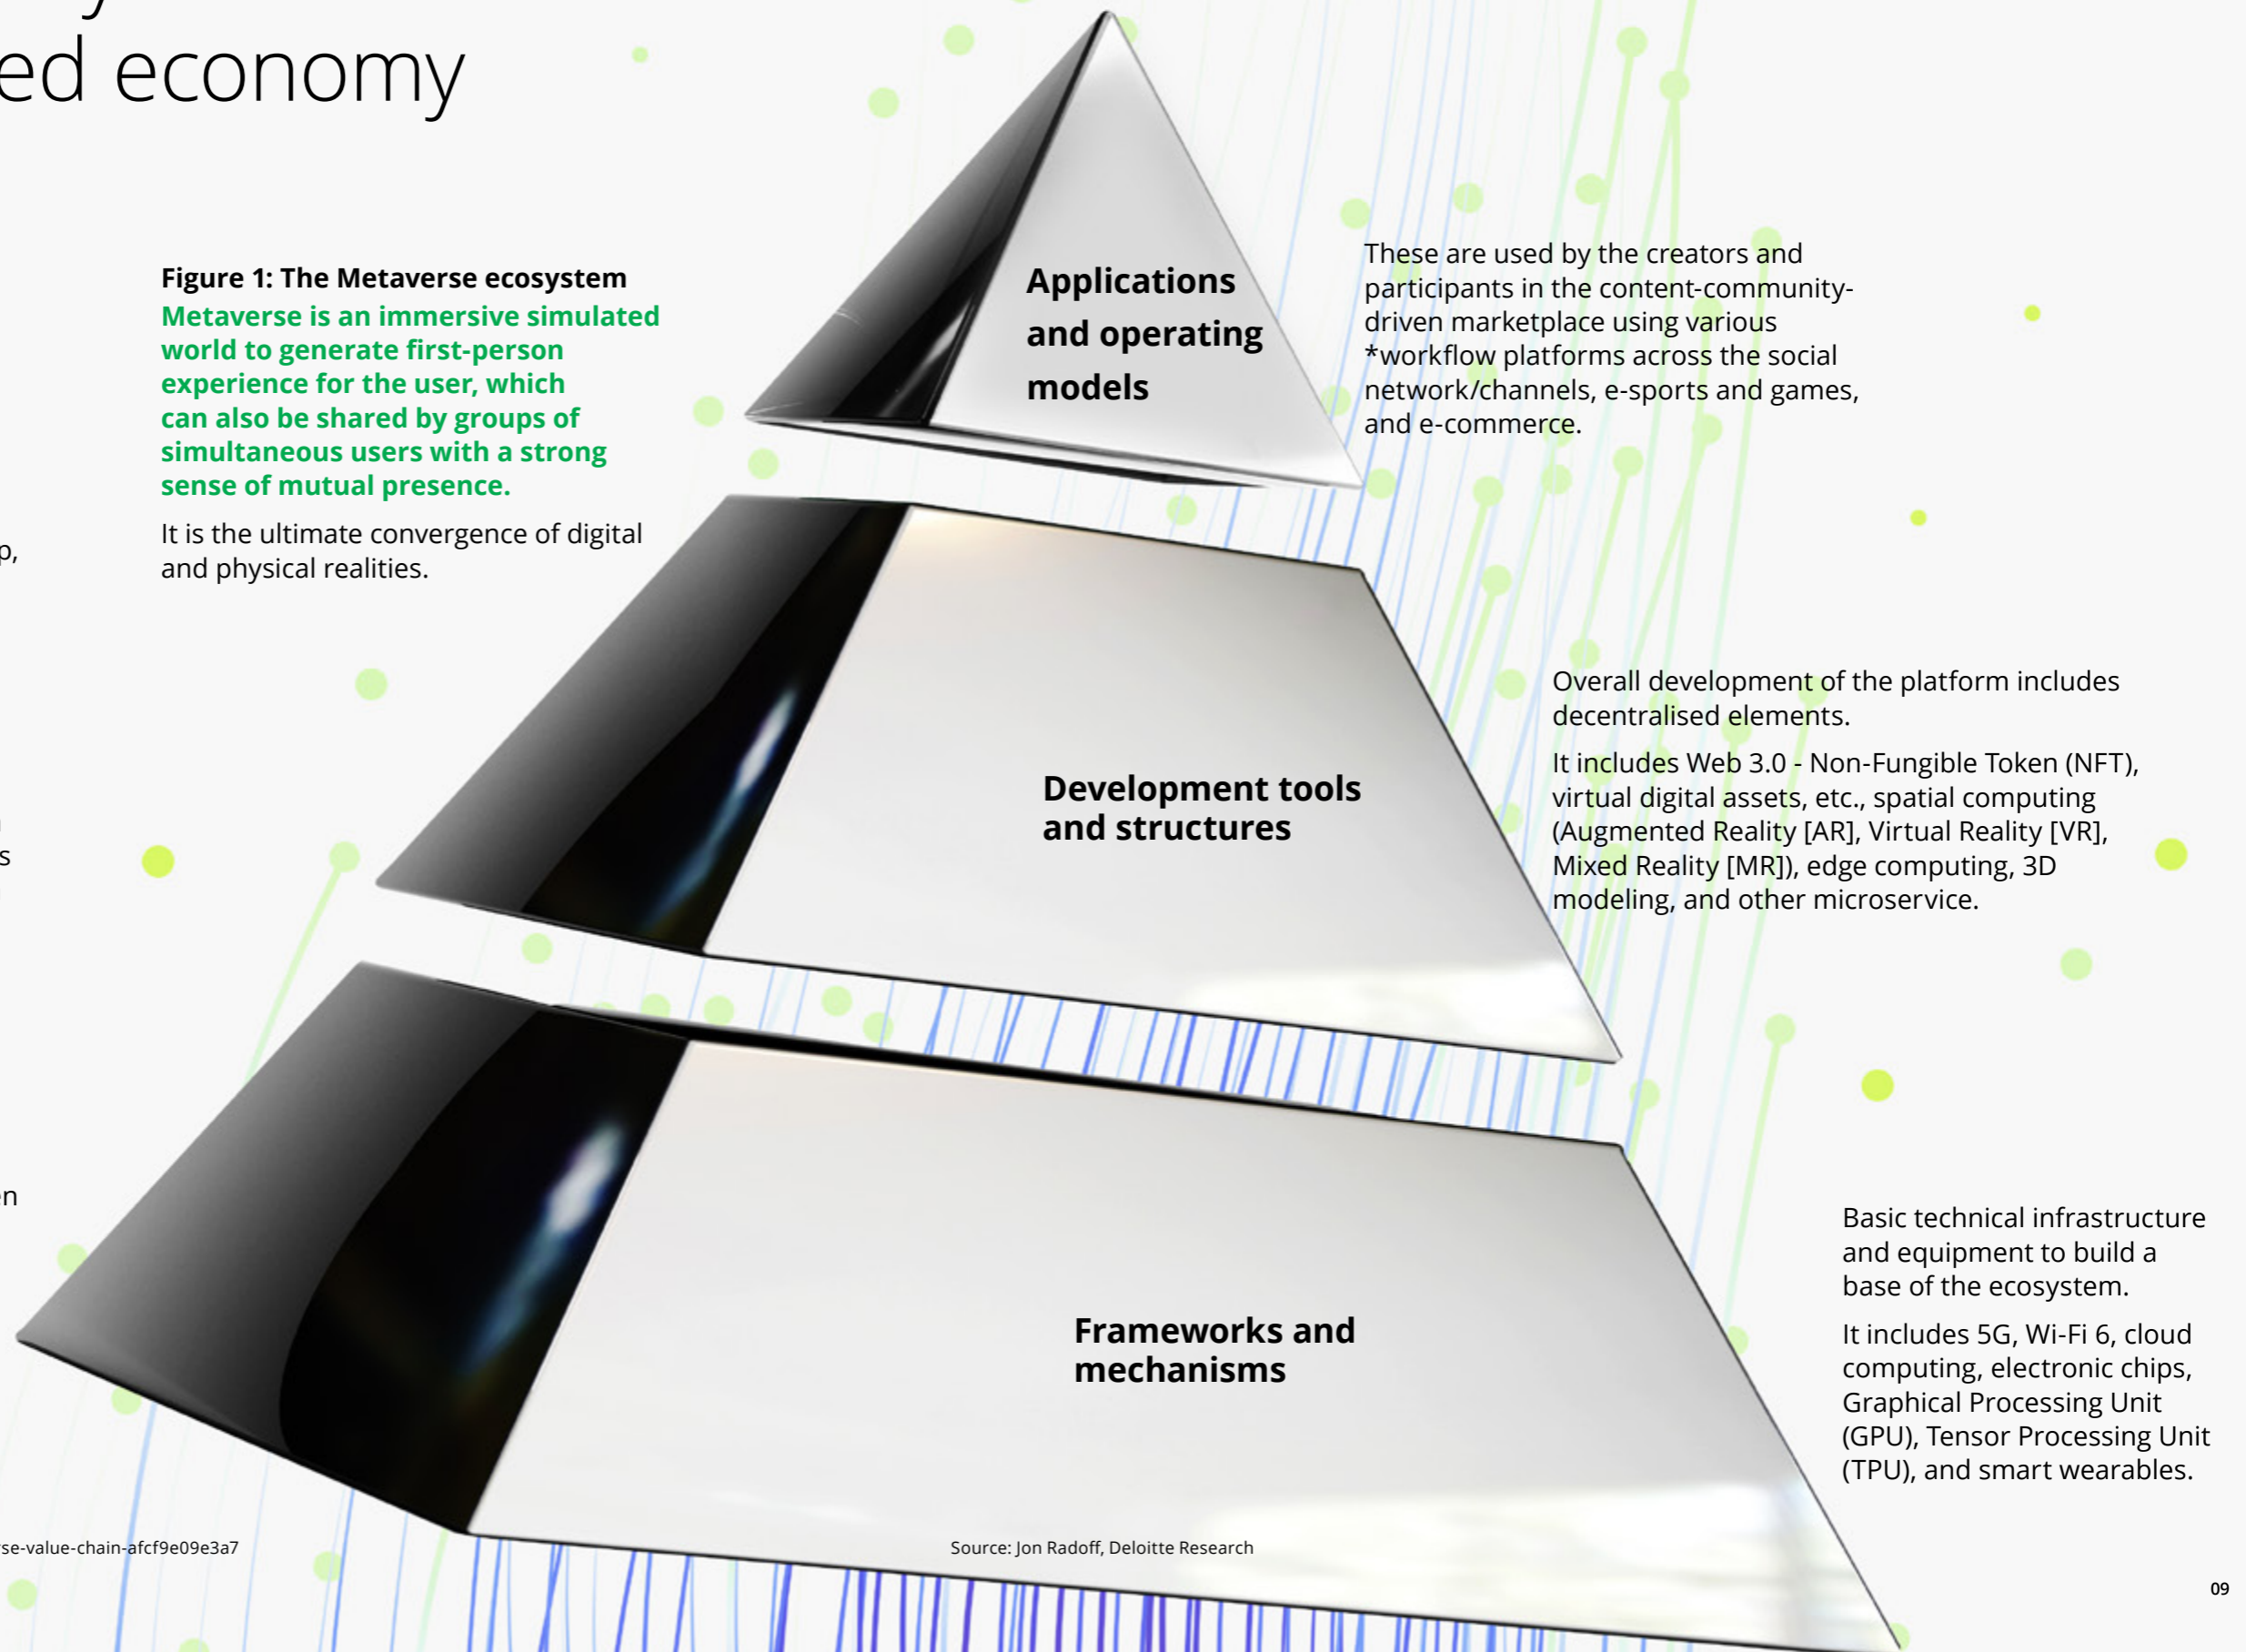 ed economy
Figure 1: The Metaverse ecosystem
Metaverse is an immersive simulated
world to generate first-person
experience for the user, which
can also be shared by groups of
simultaneous users with a strong
sense of mutual presence.
It is the ultimate convergence of digital
and physical realities.
p,
s
en
Applications
and operating
models
These are used by the creators and
participants in the content-community-
driven marketplace using various
*workflow platforms across the social
network/channels, e-sports and games,
and e-commerce.
Development tools
and structures
Overall development of the platform includes
decentralised elements.
It includes Web 3.0 - Non-Fungible Token (NFT),
virtual digital assets, etc., spatial computing
(Augmented Reality [AR], Virtual Reality [VR],
Mixed Reality [MR]), edge computing, 3D
modeling, and other microservice.
Frameworks and
mechanisms
Basic technical infrastructure
and equipment to build a
base of the ecosystem.
It includes 5G, Wi-Fi 6, cloud
computing, electronic chips,
Graphical Processing Unit
(GPU), Tensor Processing Unit
(TPU), and smart wearables.
se-value-chain-afcf9e09e3a7
Source: Jon Radoff, Deloitte Research
09